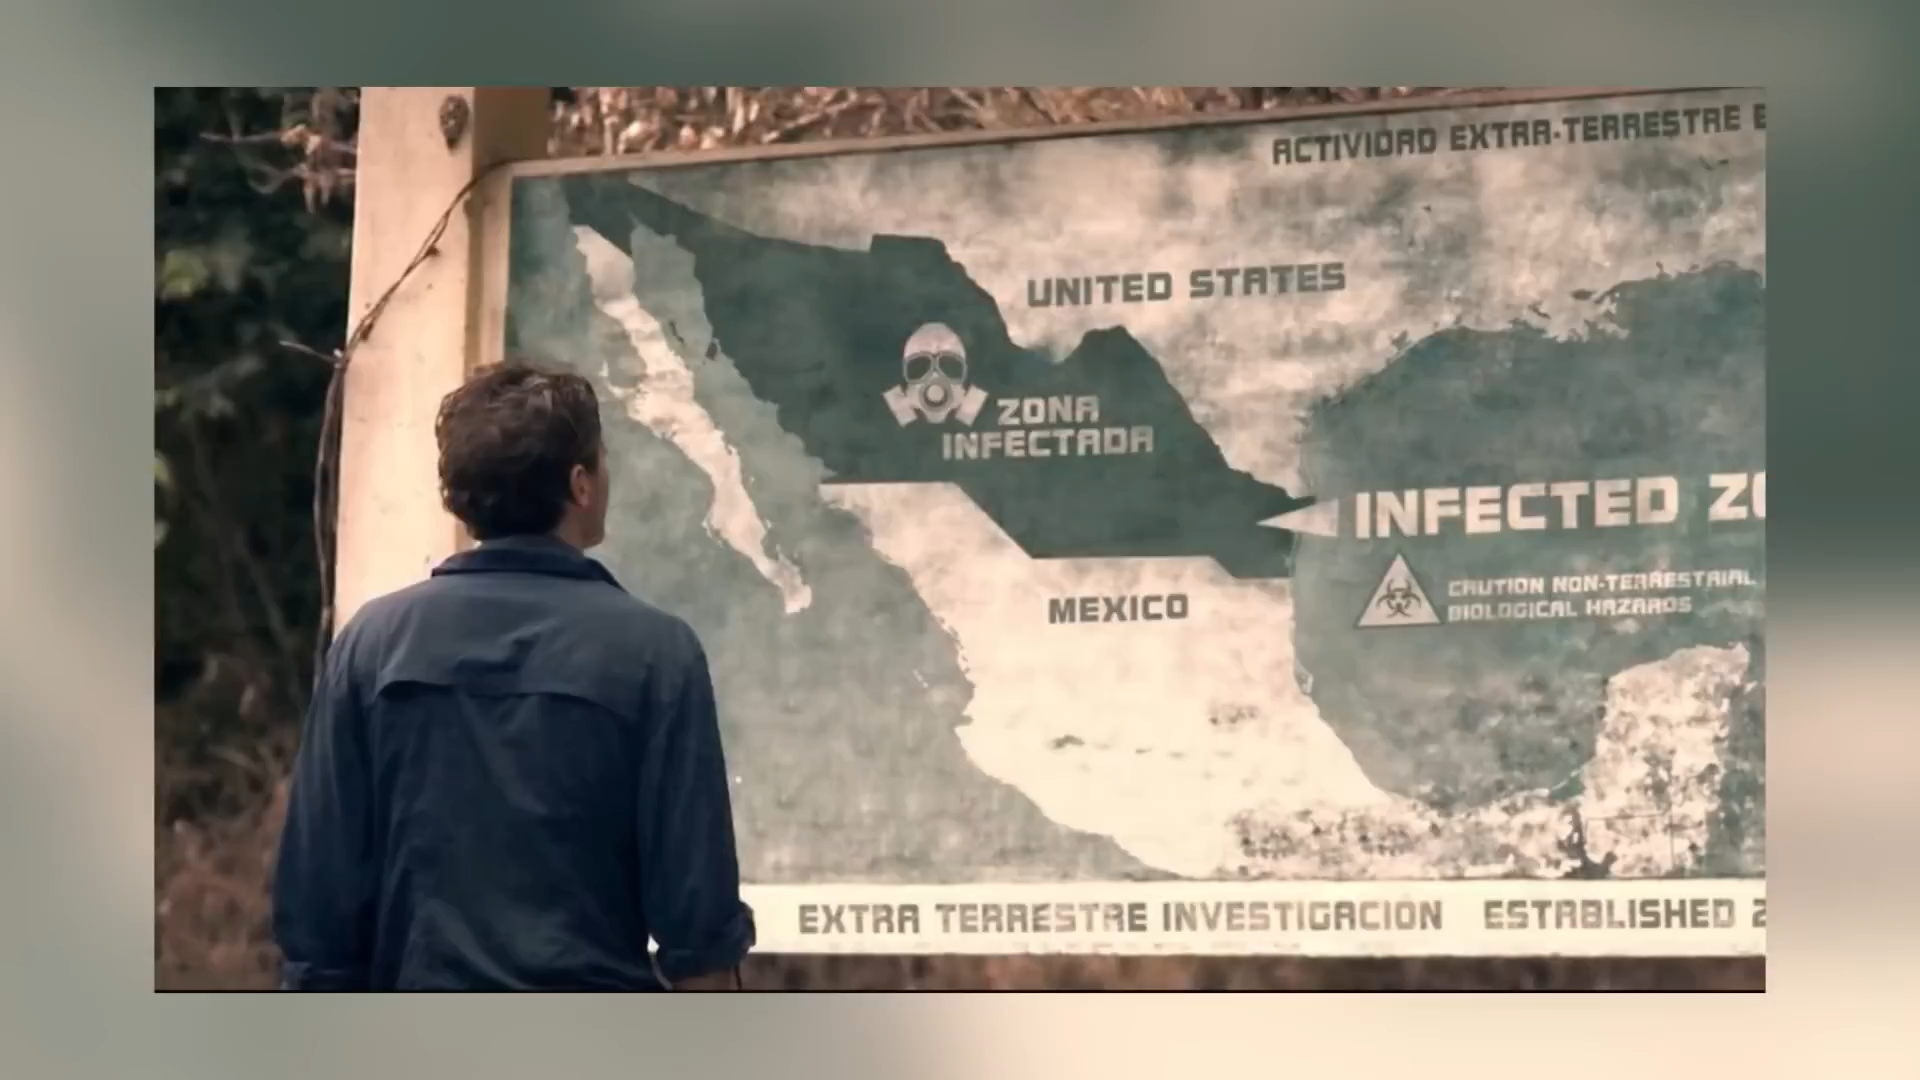 ACTIVIDAD EXTRA-TERRESTRE
UNITED STATES
ZONA
INFECTADA
INFECTED
CAUTION NON-TERRESTRIAL
BIOLOGICAL HAZARDS
MEXICO
EXTRA TERRESTRE INVESTIGACION ESTABLISHED